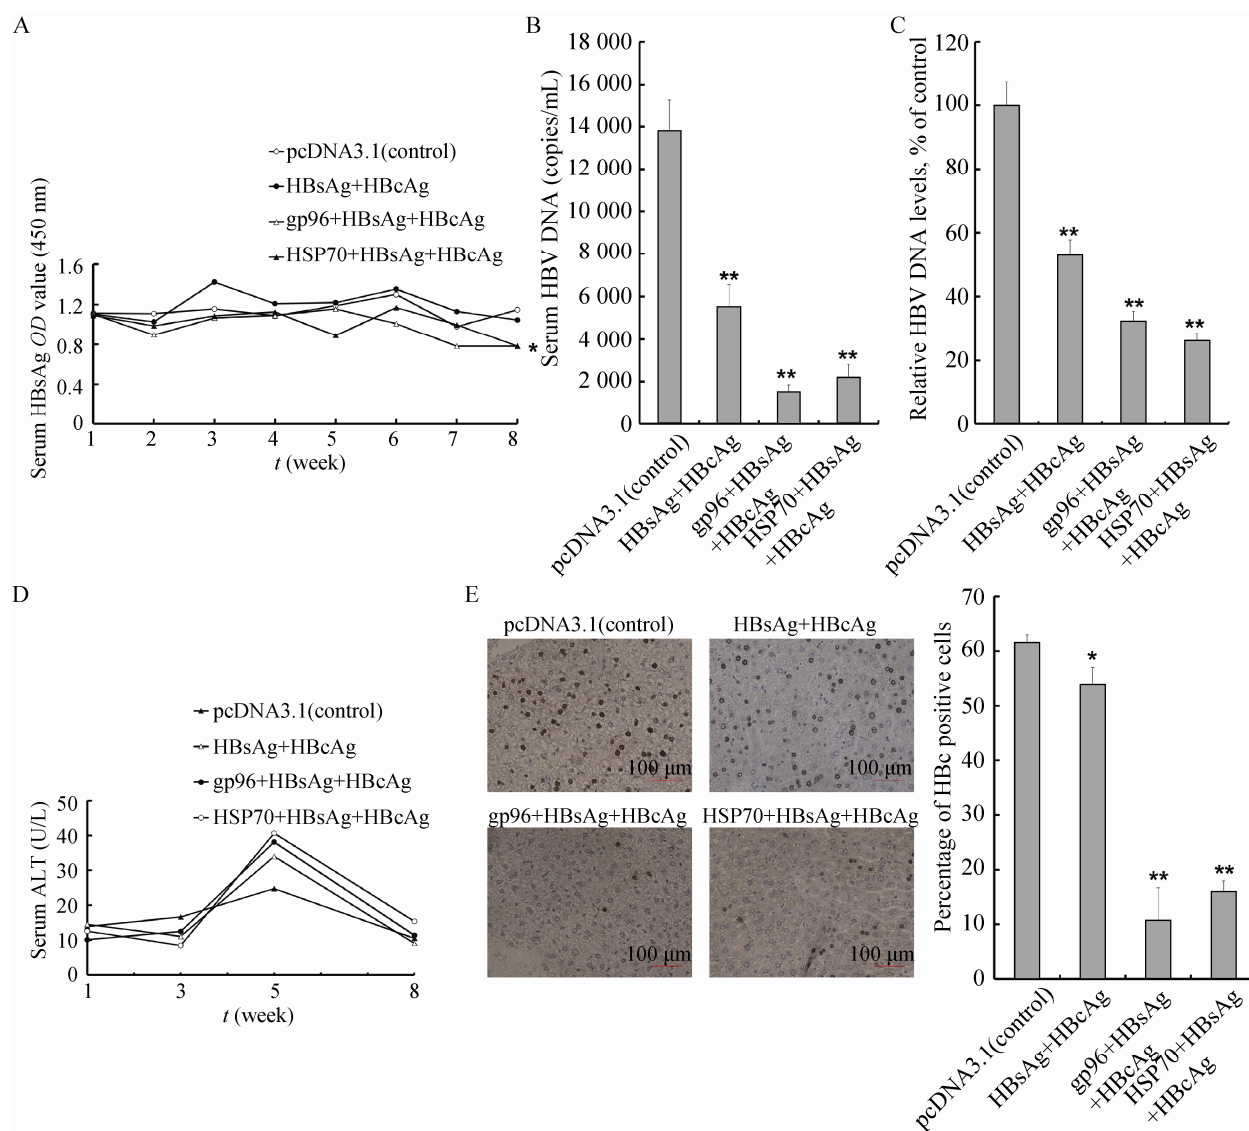 A
pcDNA3.1(control)
HBsAg+HBcAg
gp96+HBsAg+HBcAg
HSP70+HBsAg+HBcAg
Serum HBsAg OD value (450 nm)
1.6
1.2
0.8
0.4
0
*
1 2 3 4 5 6 7 8
t (week)
B
Serum HBV DNA (copies/mL)
18 000
16 000
14 000
12 000
10 000
8 000
6 000
4 000
2 000
0
**
**
**
pcDNA3.1(control)
HBsAg+HBcAg
gp96+HBsAg
+HBcAg
HSP70+HBsAg
+HBcAg
C
Relative HBV DNA levels, % of control
120
100
80
60
40
20
0
**
**
**
pcDNA3.1(control)
HBsAg+HBcAg
gp96+HBsAg
+HBcAg
HSP70+HBsAg
+HBcAg
D
pcDNA3.1(control)
HBsAg+HBcAg
gp96+HBsAg+HBcAg
HSP70+HBsAg+HBcAg
Serum ALT (U/L)
50
40
30
20
10
0
1 3 5 8
t (week)
E
pcDNA3.1(control)
100 μm
HBsAg+HBcAg
100 μm
gp96+HBsAg+HBcAg
100 μm
HSP70+HBsAg+HBcAg
100 μm
Percentage of HBc positive cells
70
60
50
40
30
20
10
0
*
**
**
pcDNA3.1(control)
HBsAg+HBcAg
gp96+HBsAg
+HBcAg
HSP70+HBsAg
+HBcAg